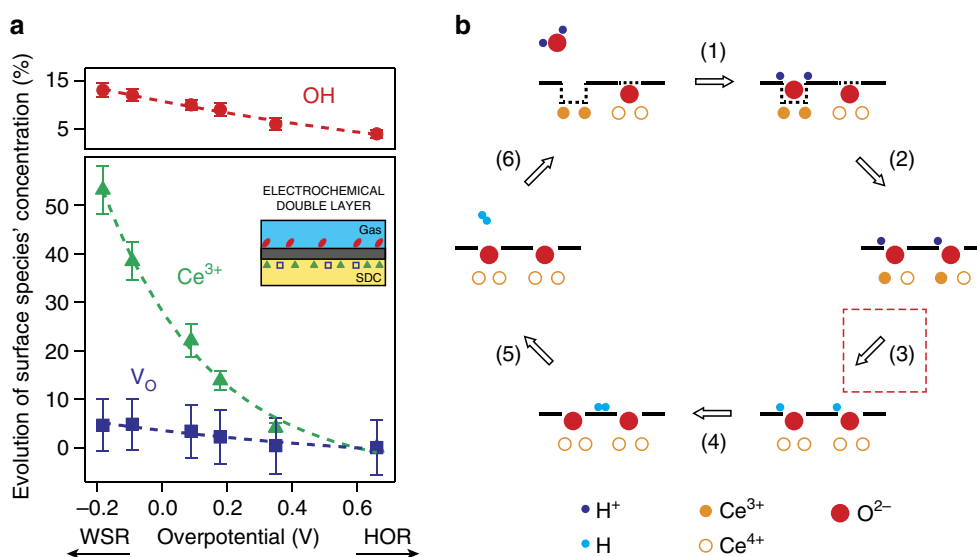 a
Evolution of surface species' concentration (%)
15
5
OH
50
40
30
20
10
0
Ce³⁺
V_O
ELECTROCHEMICAL
DOUBLE LAYER
Gas
SDC
−0.2 0.0 0.2 0.4 0.6
WSR Overpotential (V) HOR
b
(1)
(2)
(3)
(4)
(5)
(6)
H⁺ Ce³⁺ O²⁻
H Ce⁴⁺